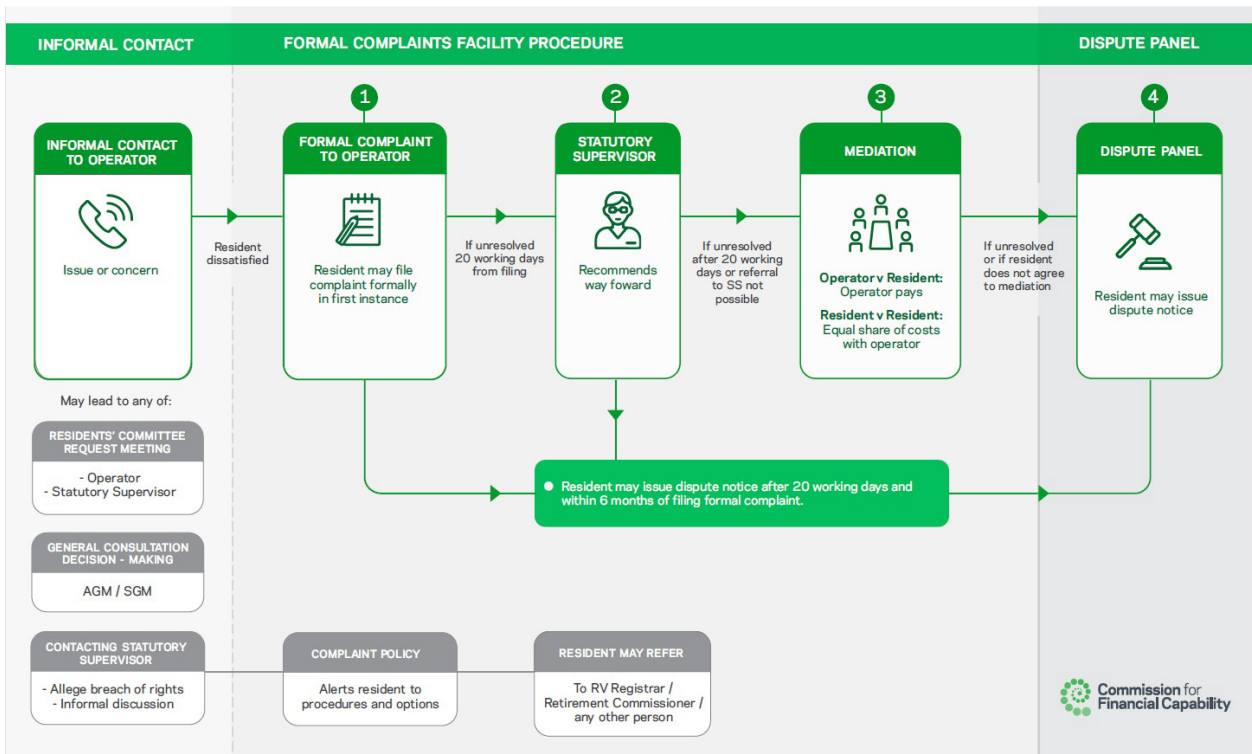 INFORMAL CONTACT
FORMAL COMPLAINTS FACILITY PROCEDURE
DISPUTE PANEL
1
2
3
4
INFORMAL CONTACT
TO OPERATOR
Issue or concern
Resident
dissatisfied
FORMAL COMPLAINT
TO OPERATOR
Resident may file
complaint formally
in first instance
If unresolved
20 working days
from filing
STATUTORY
SUPERVISOR
Recommends
way foward
If unresolved
after 20 working
days or referral
to SS not
possible
MEDIATION
Operator v Resident:
Operator pays
Resident v Resident:
Equal share of costs
with operator
If unresolved
or if resident
does not agree
to mediation
DISPUTE PANEL
Resident may issue
dispute notice
Resident may issue dispute notice after 20 working days and
within 6 months of filing formal complaint.
May lead to any of:
RESIDENTS' COMMITTEE
REQUEST MEETING
- Operator
- Statutory Supervisor
GENERAL CONSULTATION
DECISION - MAKING
AGM / SGM
CONTACTING STATUTORY
SUPERVISOR
- Allege breach of rights
- Informal discussion
COMPLAINT POLICY
Alerts resident to
procedures and options
RESIDENT MAY REFER
To RV Registrar /
Retirement Commissioner /
any other person
Commission for
Financial Capability